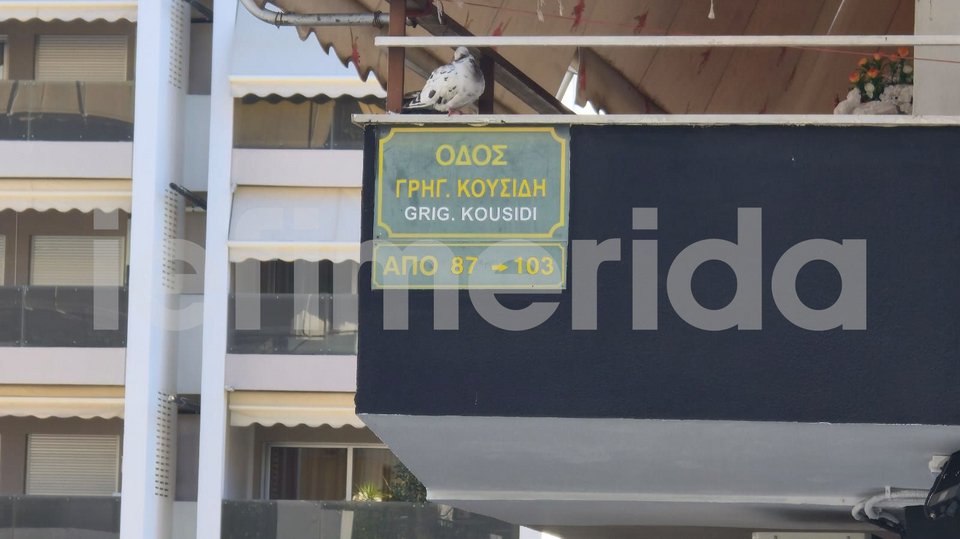 ΟΔΟΣ
ΓΡΗΓ. ΚΟΥΣΙΔΗ
GRIG. KOUSIDI
ΑΠΟ 87 → 103
iefimerida